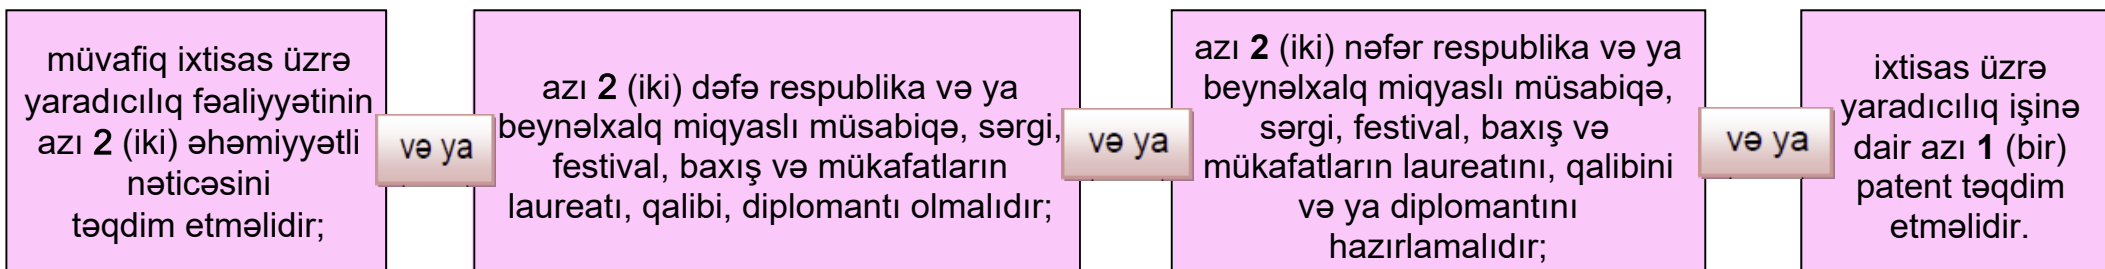 müvafiq ixtisas üzrə
yaradıcılıq fəaliyyətinin
azı 2 (iki) əhəmiyyətli
nəticəsini
təqdim etməlidir;
və ya
azı 2 (iki) dəfə respublika və ya
beynəlxalq miqyaslı müsabiqə, sərgi,
festival, baxış və mükafatların
laureatı, qalibi, diplomantı olmalıdır;
və ya
azı 2 (iki) nəfər respublika və ya
beynəlxalq miqyaslı müsabiqə,
sərgi, festival, baxış və
mükafatların laureatını, qalibini
və ya diplomantını
hazırlamalıdır;
və ya
ixtisas üzrə
yaradıcılıq işinə
dair azı 1 (bir)
patent təqdim
etməlidir.